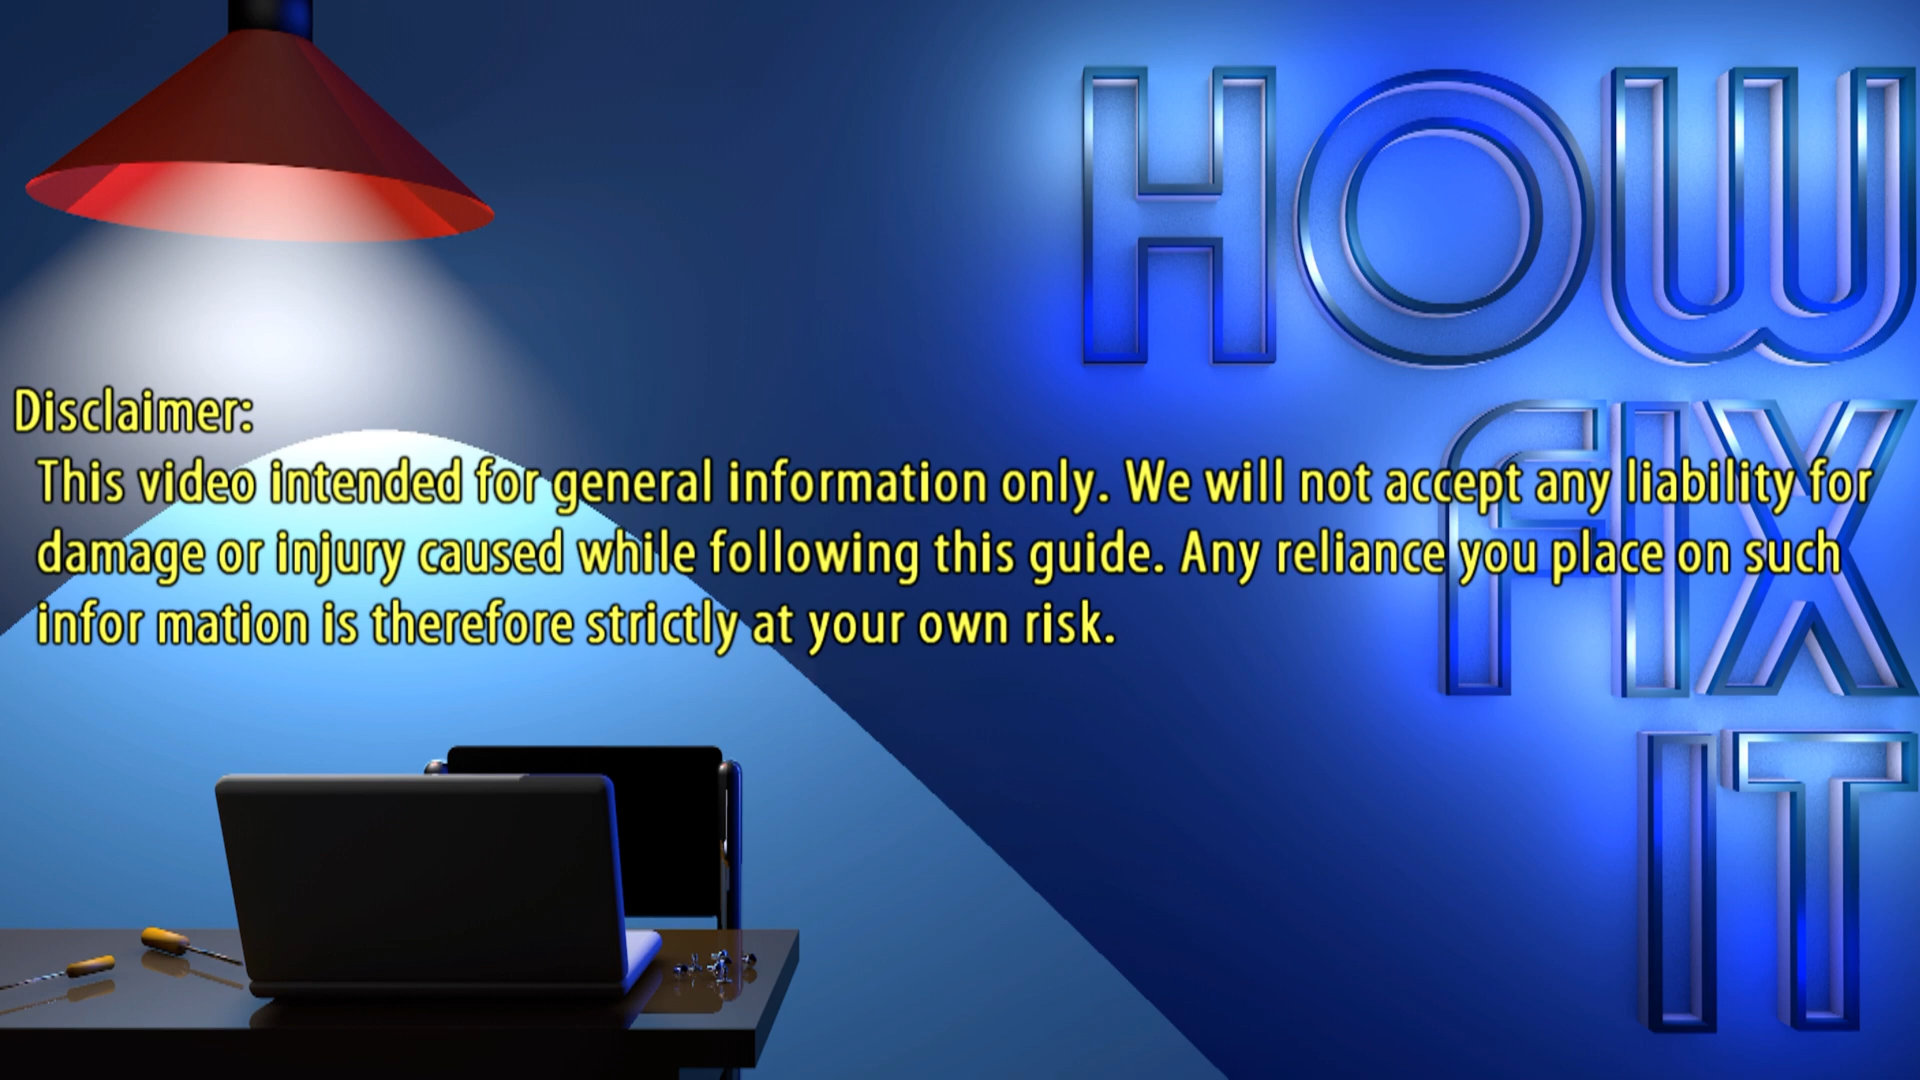 HOW
FIX
IT
Disclaimer:
This video intended for general information only. We will not accept any liability for
damage or injury caused while following this guide. Any reliance you place on such
infor mation is therefore strictly at your own risk.